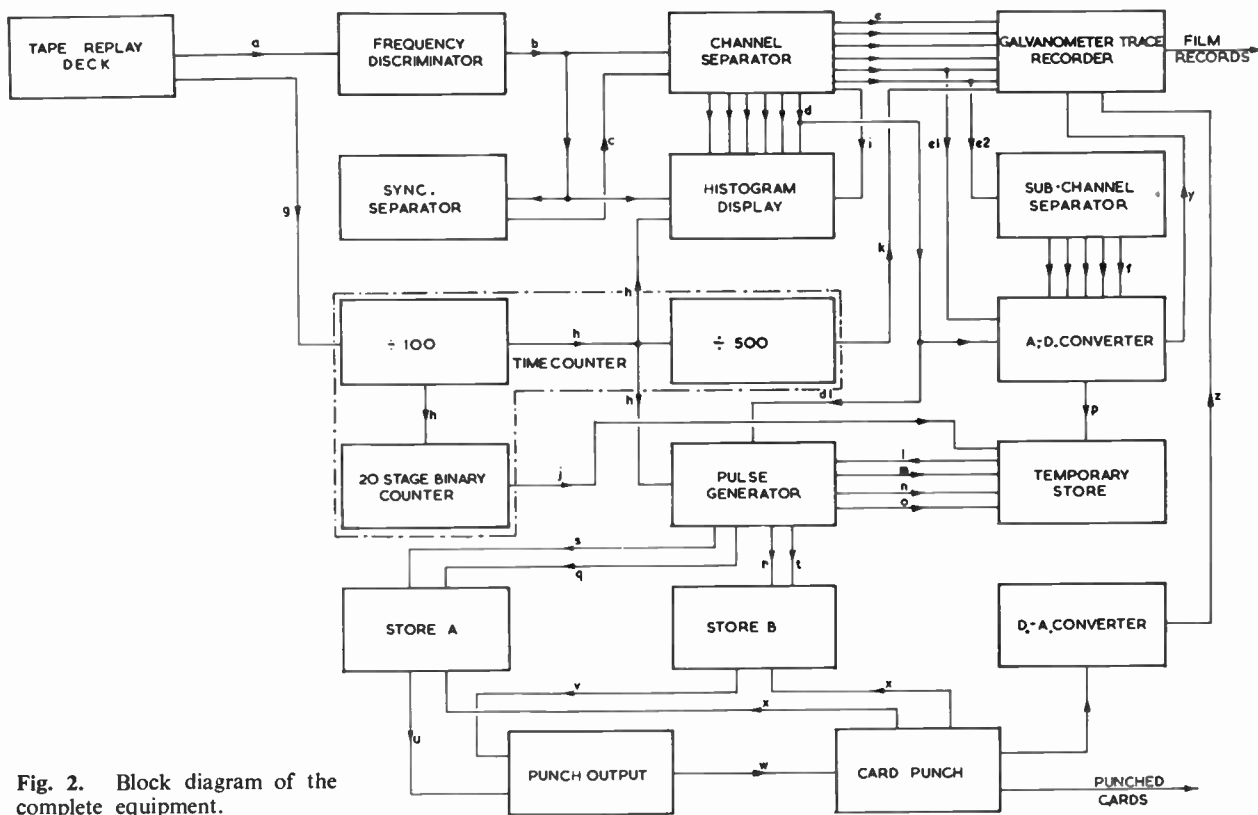 TAPE REPLAY
DECK
a
FREQUENCY
DISCRIMINATOR
b
CHANNEL
SEPARATOR
e
GALVANOMETER TRACE
RECORDER
FILM
RECORDS
g
c
d
i
e1
e2
y
SYNC.
SEPARATOR
HISTOGRAM
DISPLAY
SUB-CHANNEL
SEPARATOR
k
f
h
÷ 100
h
TIME COUNTER
÷ 500
A-D. CONVERTER
h
h
d1
p
z
20 STAGE BINARY
COUNTER
j
PULSE
GENERATOR
l
m
n
o
TEMPORARY
STORE
s
q
r
t
STORE A
STORE B
D.-A. CONVERTER
v
x
x
u
PUNCH OUTPUT
w
CARD PUNCH
PUNCHED
CARDS
Fig. 2. Block diagram of the
complete equipment.